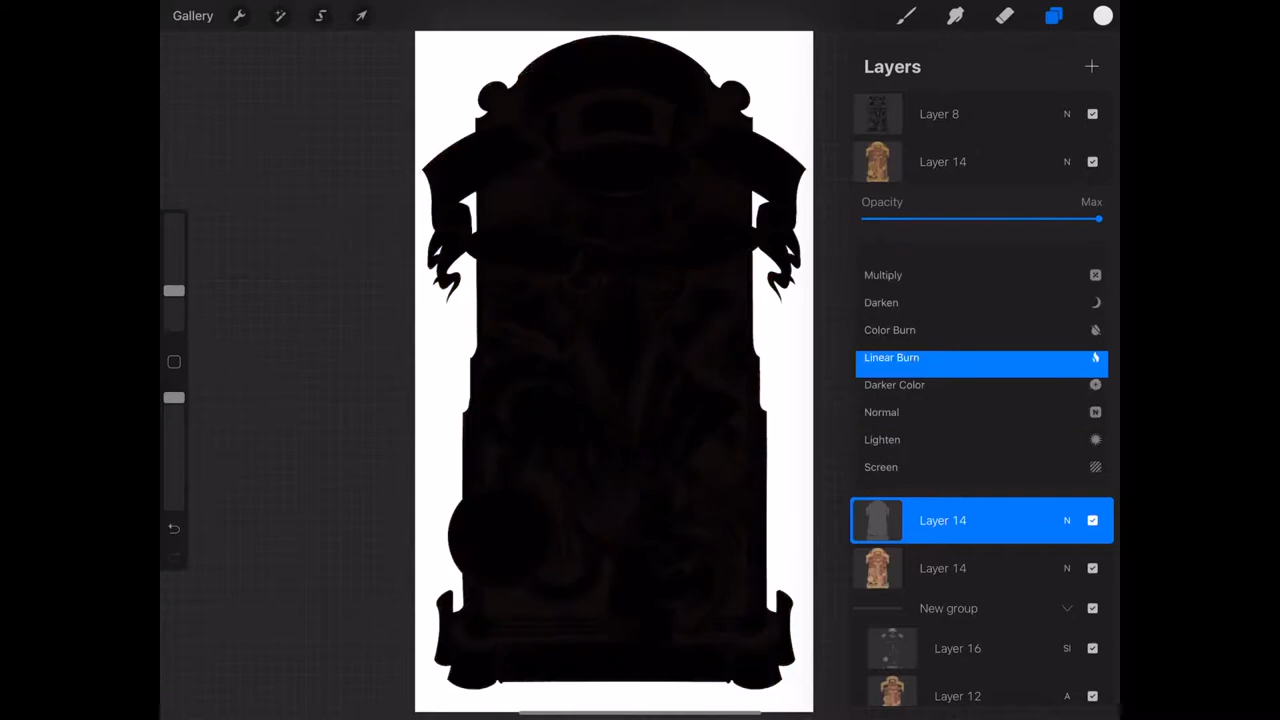 Gallery
Layers
Layer 8 N
Layer 14 N
Opacity Max
Multiply
Darken
Color Burn
Linear Burn
Darker Color
Normal N
Lighten
Screen
Layer 14 N
Layer 14 N
New group
Layer 16 Sl
Layer 12 A